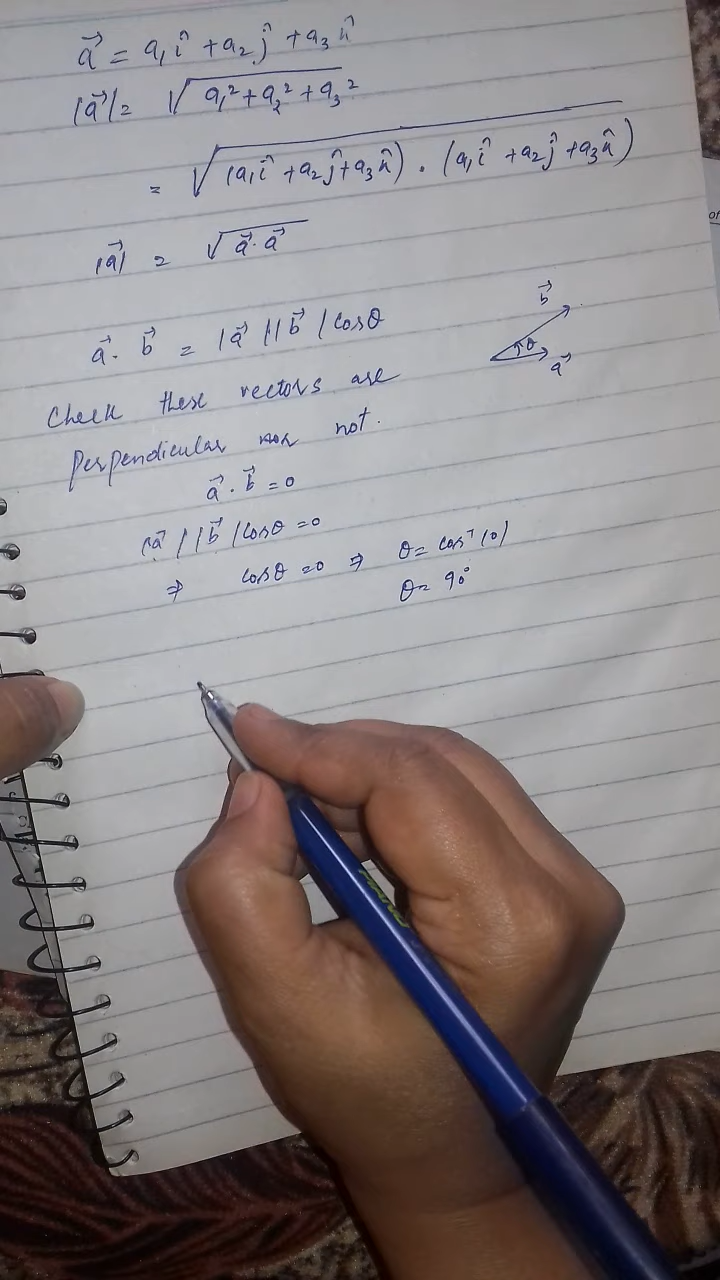 a⃗ = a₁î + a₂ĵ + a₃k̂
|a⃗| = √(a₁² + a₂² + a₃²)
= √((a₁î + a₂ĵ + a₃k̂) . (a₁î + a₂ĵ + a₃k̂))
|a⃗| = √(a⃗ . a⃗)
a⃗ . b⃗ = |a⃗ | |b⃗ | cosθ
b⃗
θ
a⃗
Check these vectors are
perpendicular or not.
a⃗ . b⃗ = 0
|a⃗ | |b⃗ | cosθ = 0
⇒ cosθ = 0 ⇒ θ = cos⁻¹(0)
θ = 90°
of